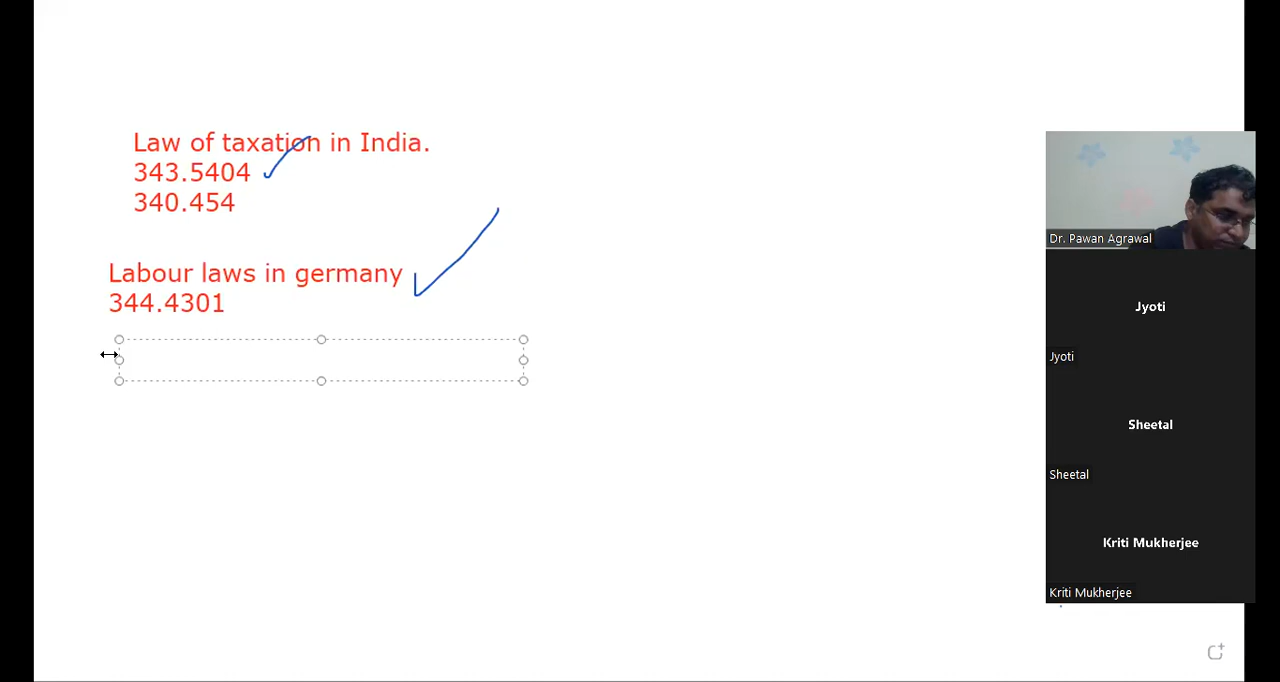 Law of taxation in India.
343.5404
340.454
Labour laws in germany
344.4301
Dr. Pawan Agrawal
Jyoti
Jyoti
Sheetal
Sheetal
Kriti Mukherjee
Kriti Mukherjee